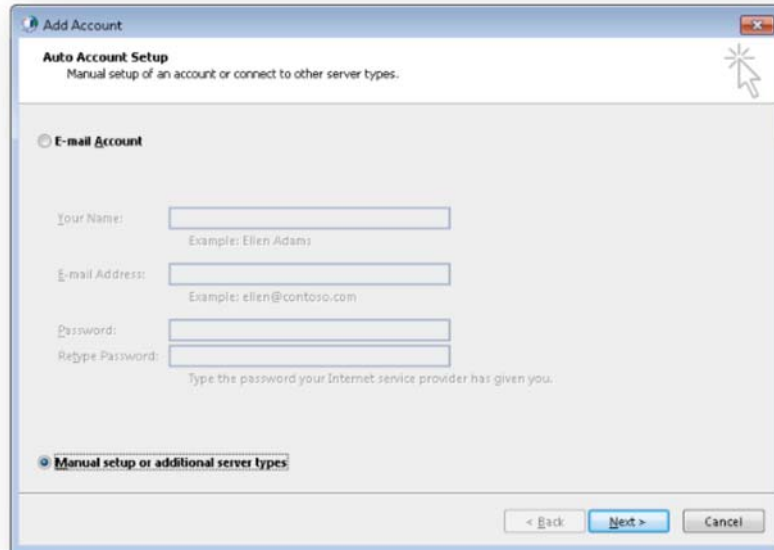 Add Account
Auto Account Setup
Manual setup of an account or connect to other server types.
E-mail Account
Your Name:
Example: Ellen Adams
E-mail Address:
Example: ellen@contoso.com
Password:
Retype Password:
Type the password your Internet service provider has given you.
Manual setup or additional server types
< Back Next > Cancel